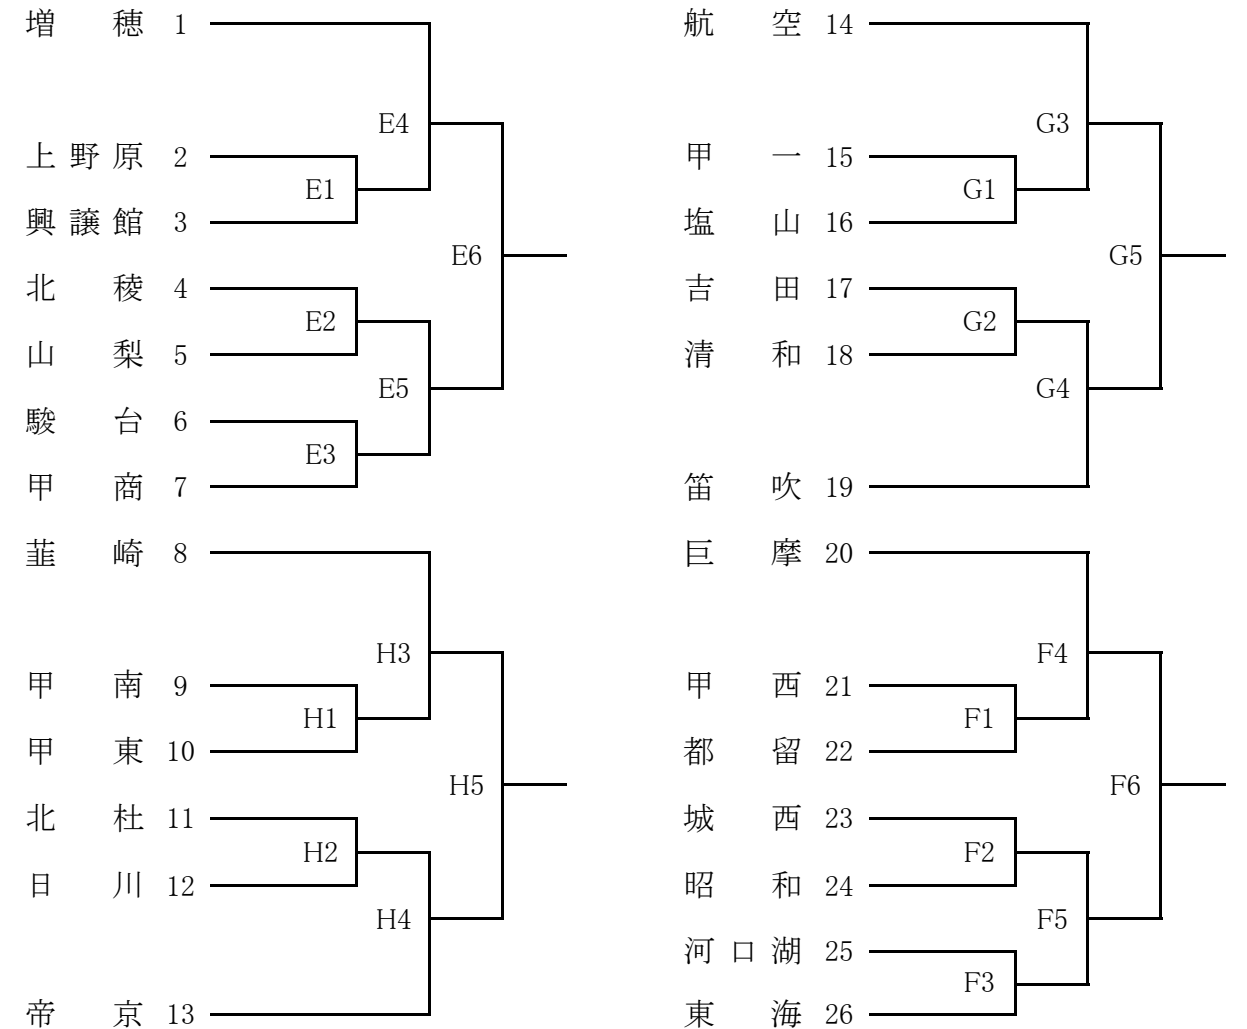 増穂 1
E4
上野原 2
E1
興譲館 3
E6
北稜 4
E2
山梨 5
E5
駿台 6
E3
甲商 7
韮崎 8
H3
甲南 9
H1
甲東 10
H5
北杜 11
H2
日川 12
H4
帝京 13
航空 14
G3
甲一 15
G1
塩山 16
G5
吉田 17
G2
清和 18
G4
笛吹 19
巨摩 20
F4
甲西 21
F1
都留 22
F6
城西 23
F2
昭和 24
F5
河口湖 25
F3
東海 26